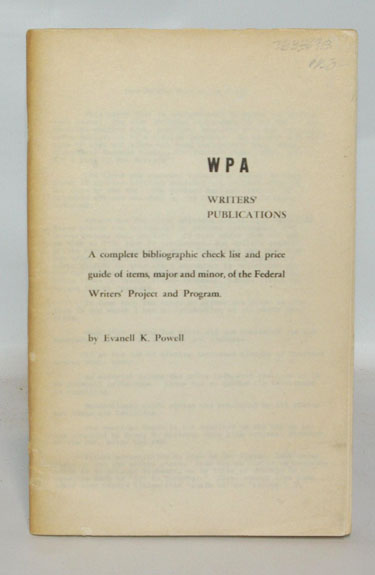 WPA
WRITERS'
PUBLICATIONS
A complete bibliographic check list and price
guide of items, major and minor, of the Federal
Writers' Project and Program.
by Evanell K. Powell